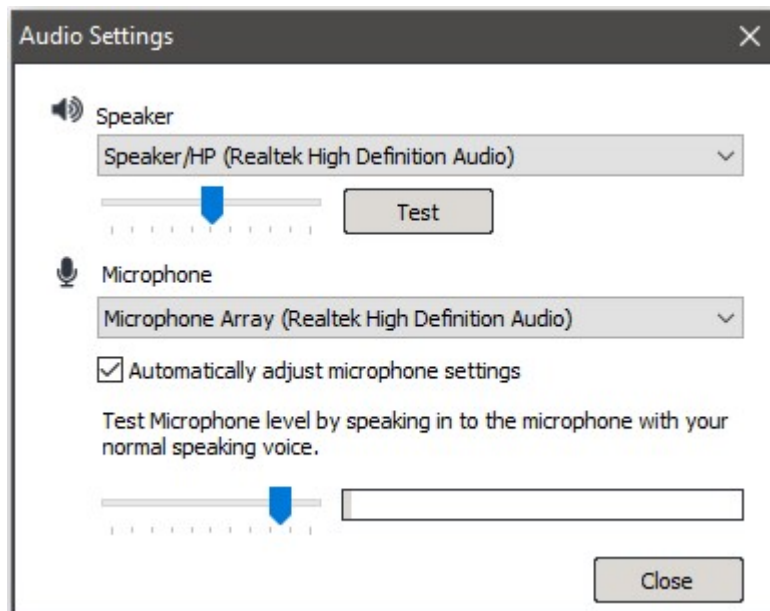 Audio Settings
Speaker
Speaker/HP (Realtek High Definition Audio)
Test
Microphone
Microphone Array (Realtek High Definition Audio)
Automatically adjust microphone settings
Test Microphone level by speaking in to the microphone with your
normal speaking voice.
Close